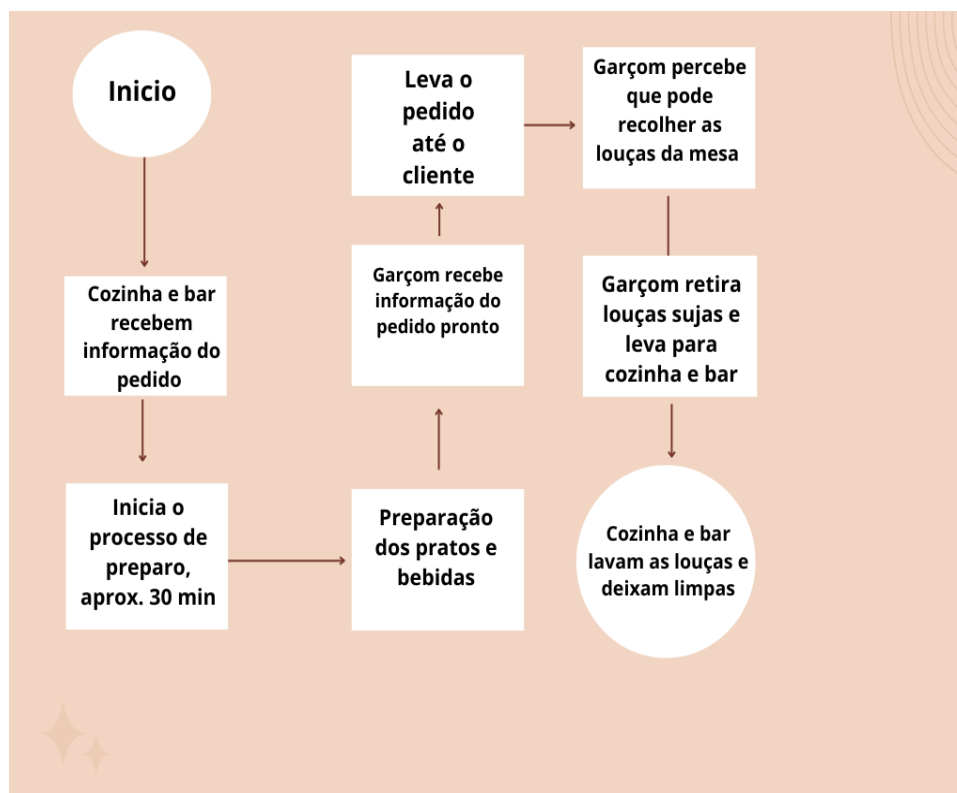 Inicio
Cozinha e bar
recebem
informação do
pedido
Inicia o
processo de
preparo,
aprox. 30 min
Preparação
dos pratos e
bebidas
Garçom recebe
informação do
pedido pronto
Leva o
pedido
até o
cliente
Garçom percebe
que pode
recolher as
louças da mesa
Garçom retira
louças sujas e
leva para
cozinha e bar
Cozinha e bar
lavam as louças e
deixam limpas